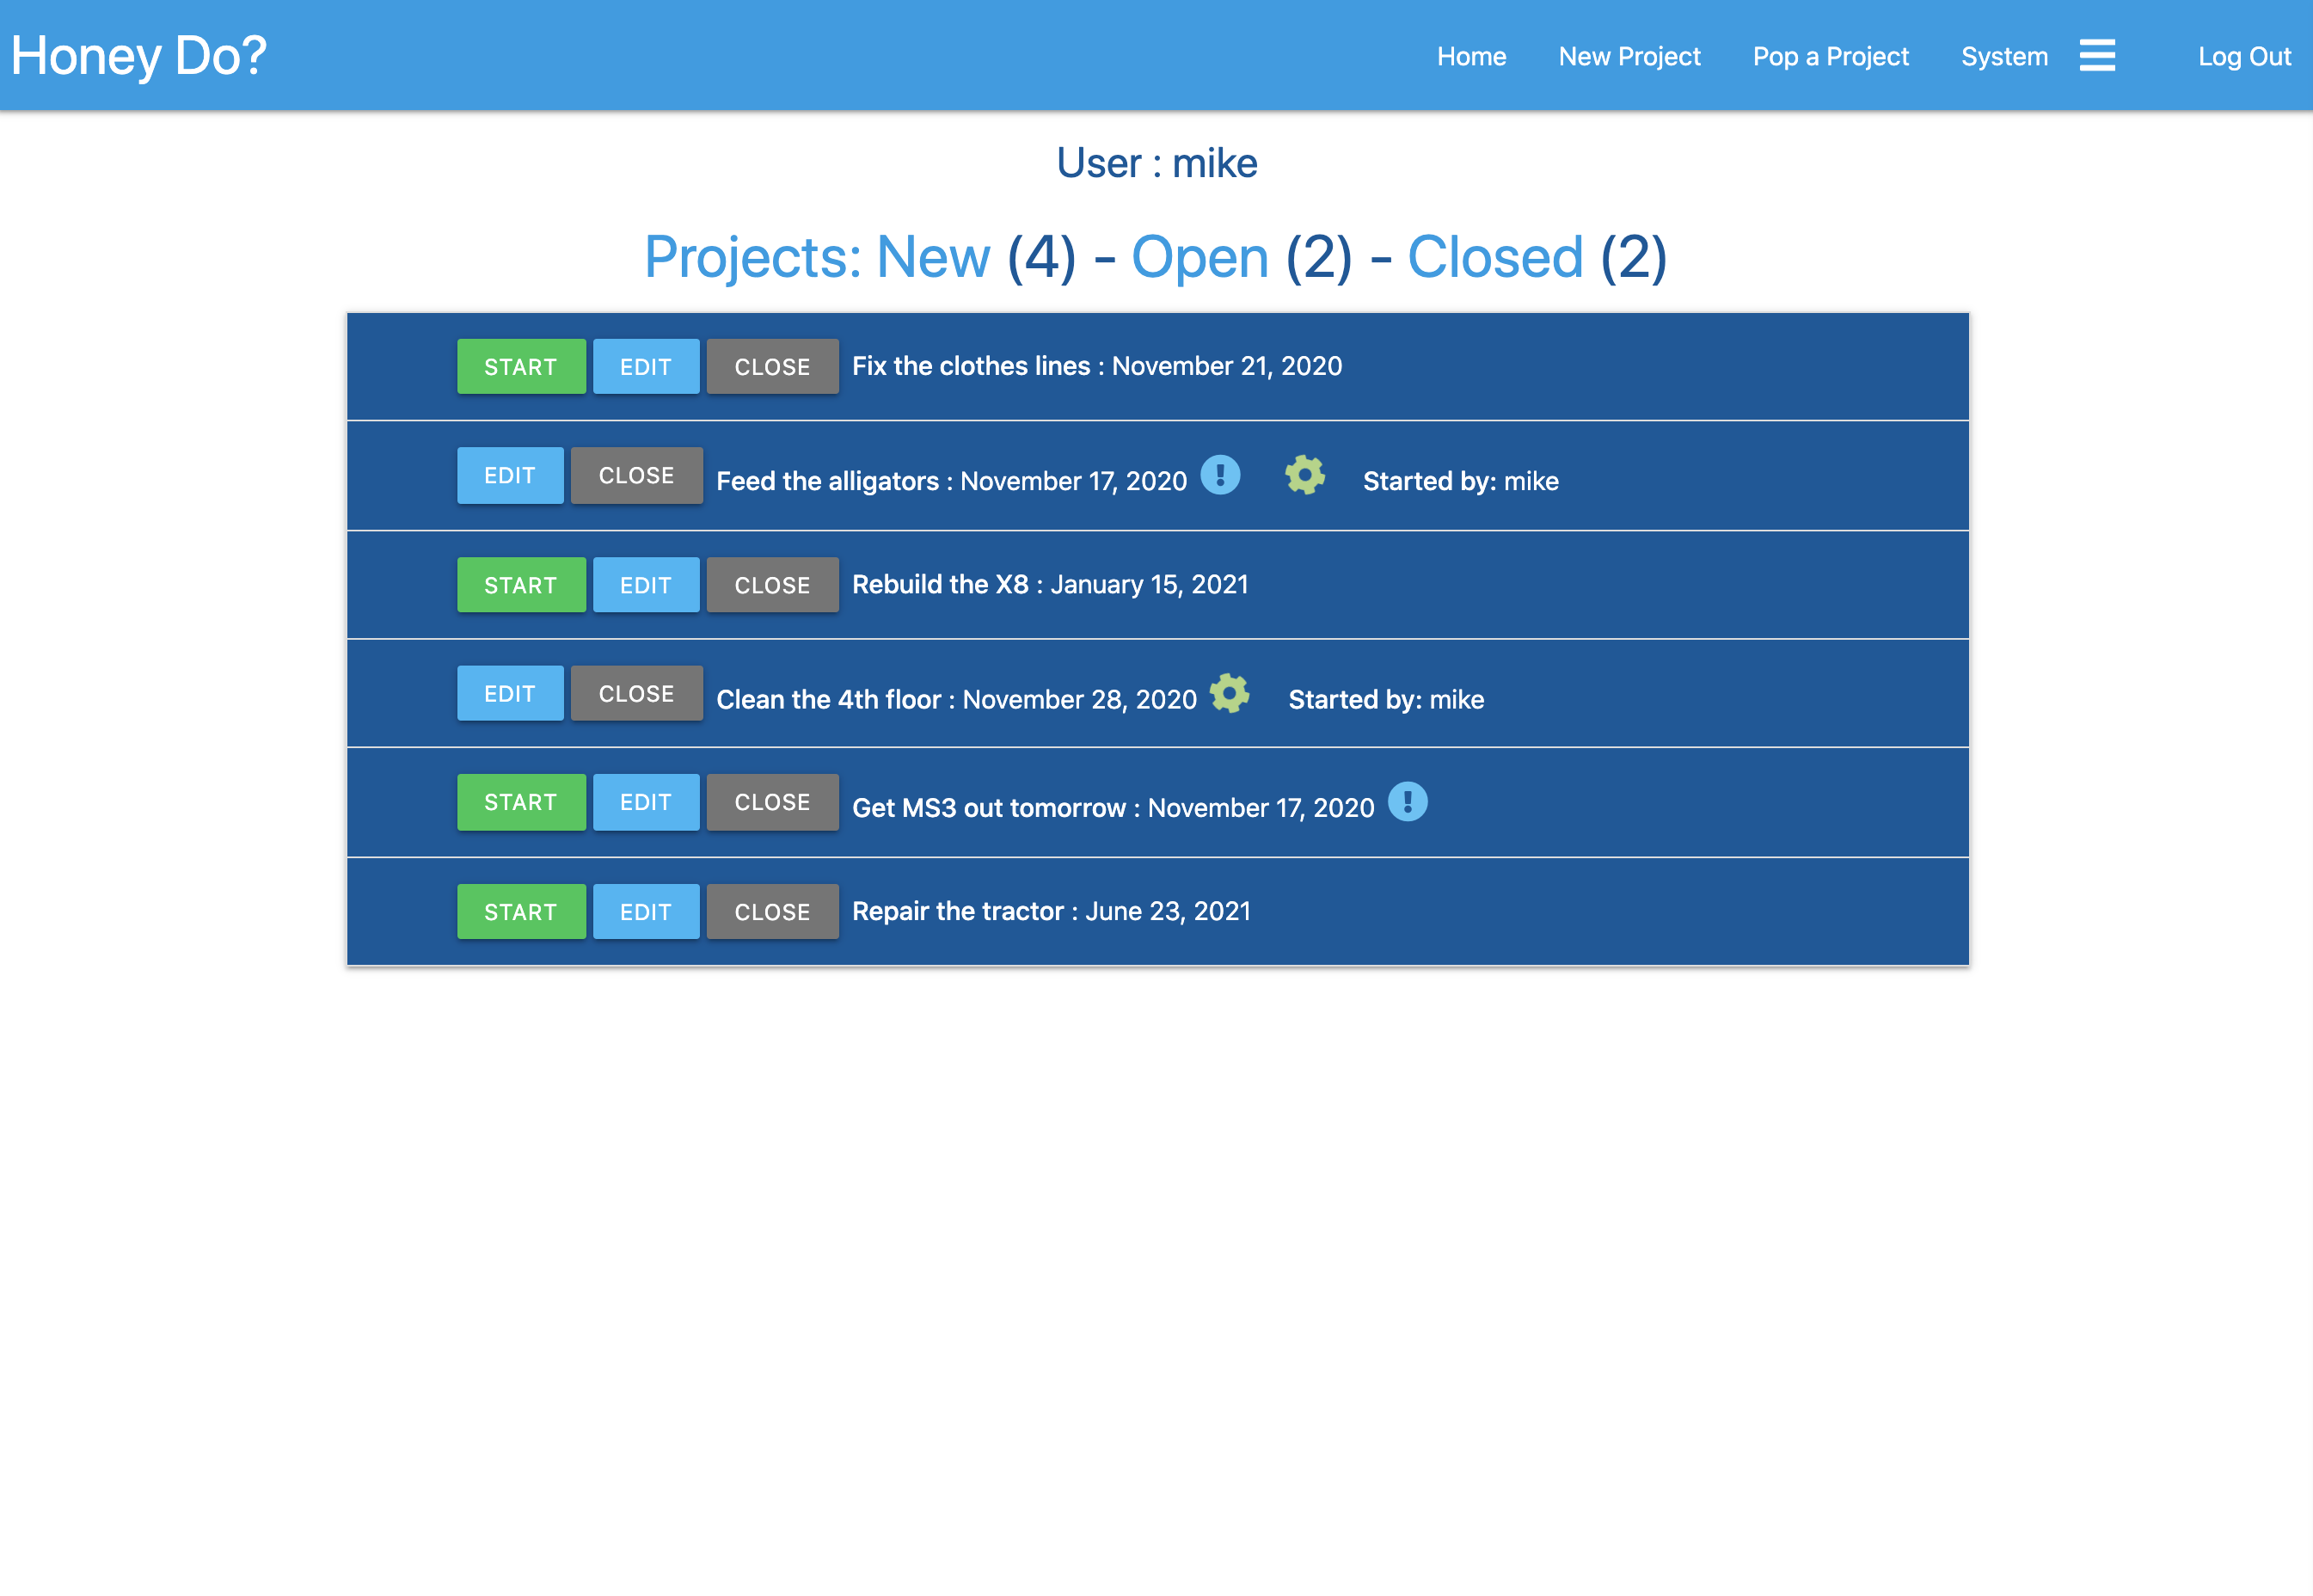 Honey Do?
Home New Project Pop a Project System Log Out
User : mike
Projects: New (4) - Open (2) - Closed (2)
START EDIT CLOSE Fix the clothes lines : November 21, 2020
EDIT CLOSE Feed the alligators : November 17, 2020 ! Started by: mike
START EDIT CLOSE Rebuild the X8 : January 15, 2021
EDIT CLOSE Clean the 4th floor : November 28, 2020 Started by: mike
START EDIT CLOSE Get MS3 out tomorrow : November 17, 2020 !
START EDIT CLOSE Repair the tractor : June 23, 2021